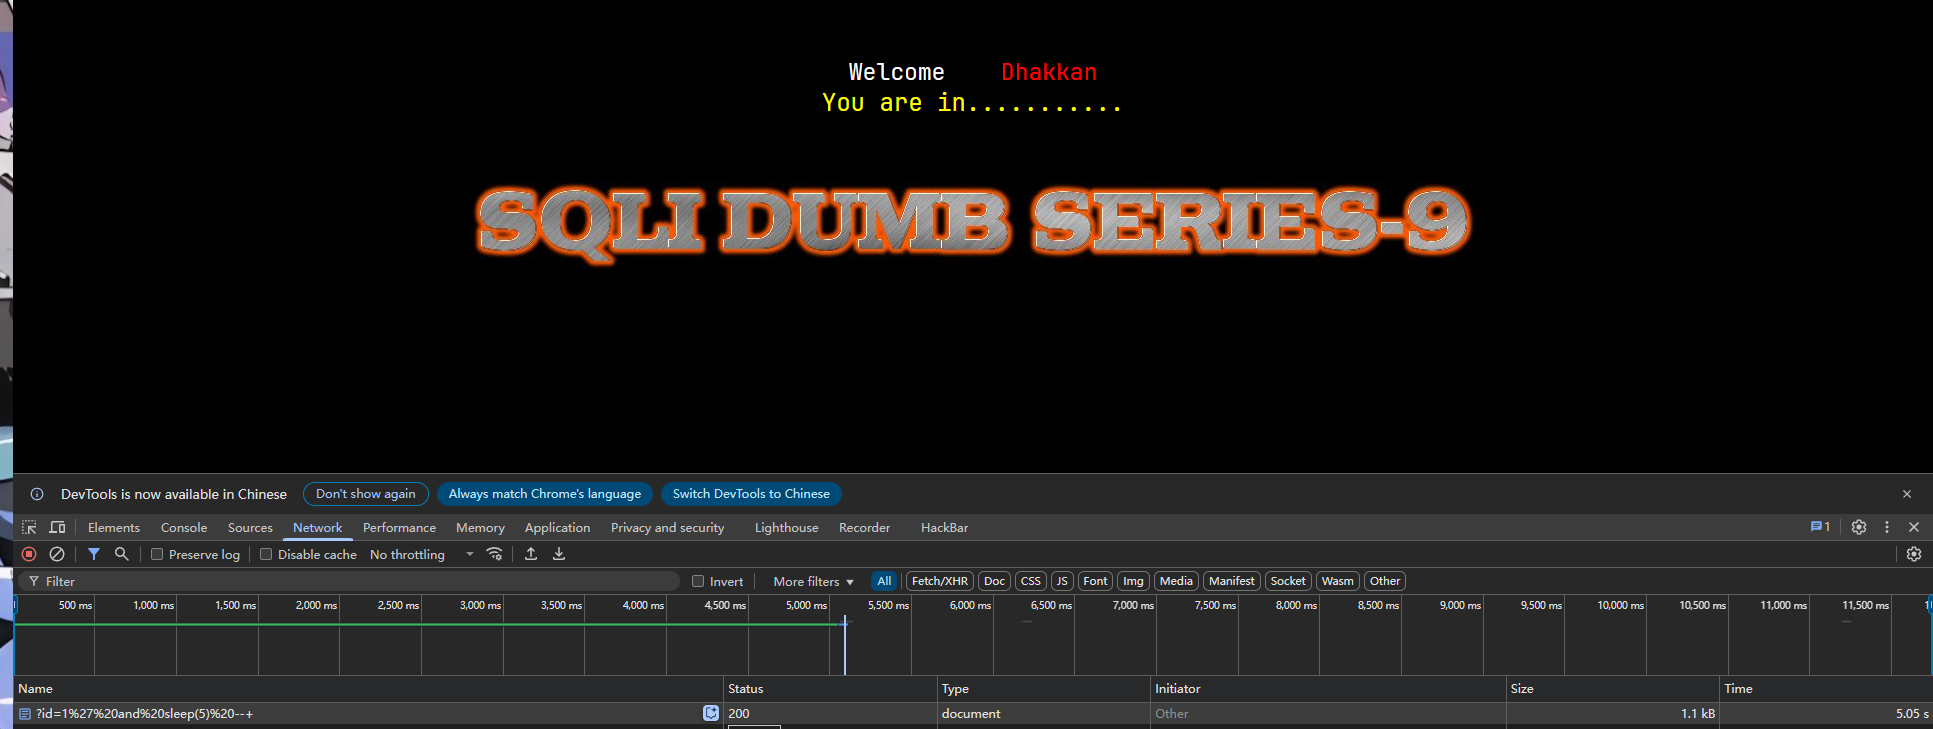 Welcome Dhakkan
You are in...........
SQLI DUMB SERIES-9
DevTools is now available in Chinese Don't show again Always match Chrome's language Switch DevTools to Chinese
Elements Console Sources Network Performance Memory Application Privacy and security Lighthouse Recorder HackBar 1
Preserve log Disable cache No throttling
Filter Invert More filters All Fetch/XHR Doc CSS JS Font Img Media Manifest Socket Wasm Other
500 ms 1,000 ms 1,500 ms 2,000 ms 2,500 ms 3,000 ms 3,500 ms 4,000 ms 4,500 ms 5,000 ms 5,500 ms 6,000 ms 6,500 ms 7,000 ms 7,500 ms 8,000 ms 8,500 ms 9,000 ms 9,500 ms 10,000 ms 10,500 ms 11,000 ms 11,500 ms
Name Status Type Initiator Size Time
?id=1%27%20and%20sleep(5)%20--+ 200 document Other 1.1 kB 5.05 s